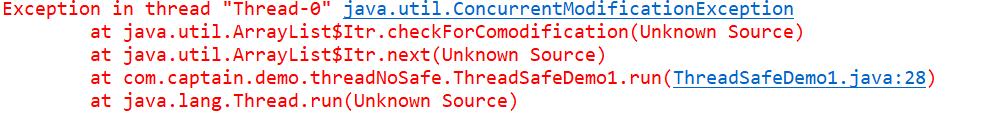 Exception in thread "Thread-0" java.util.ConcurrentModificationException
at java.util.ArrayList$Itr.checkForComodification(Unknown Source)
at java.util.ArrayList$Itr.next(Unknown Source)
at com.captain.demo.threadNoSafe.ThreadSafeDemo1.run(ThreadSafeDemo1.java:28)
at java.lang.Thread.run(Unknown Source)